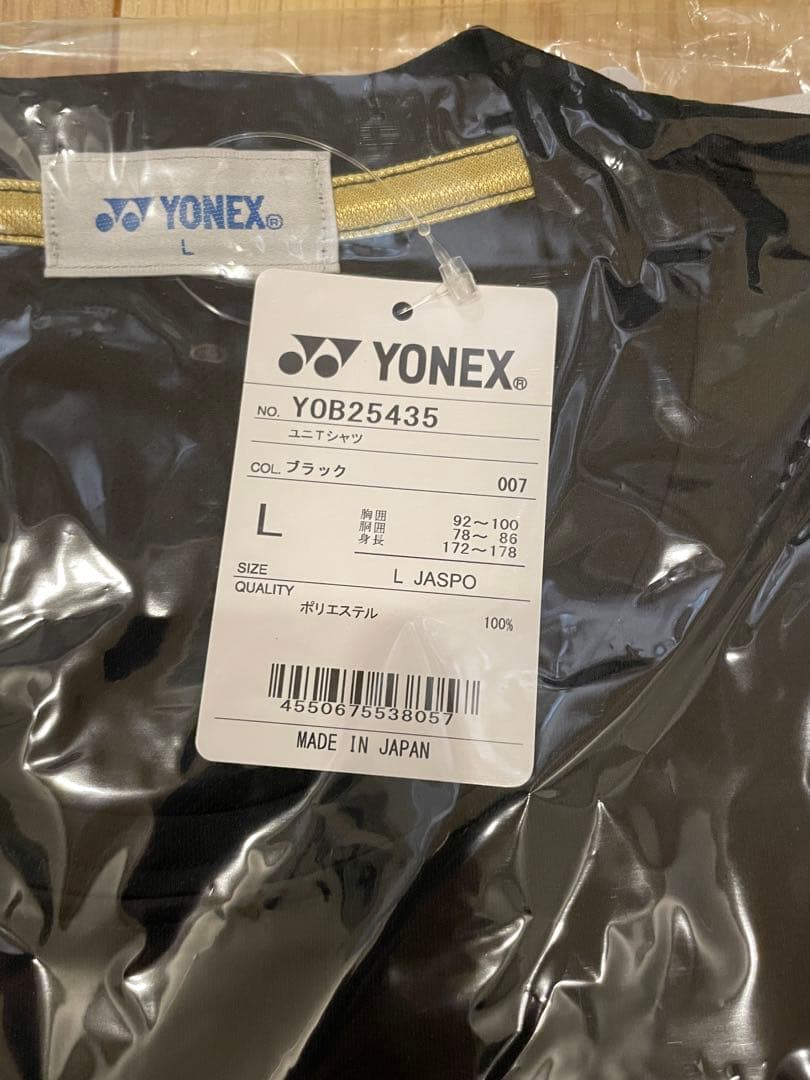 YONEX®
L
YONEX®
NO. YOB25435
ユニTシャツ
COL. ブラック 007
L 胸囲 92～100
胴囲 78～ 86
身長 172～178
SIZE L JASPO
QUALITY
ポリエステル 100%
4550675538057
MADE IN JAPAN